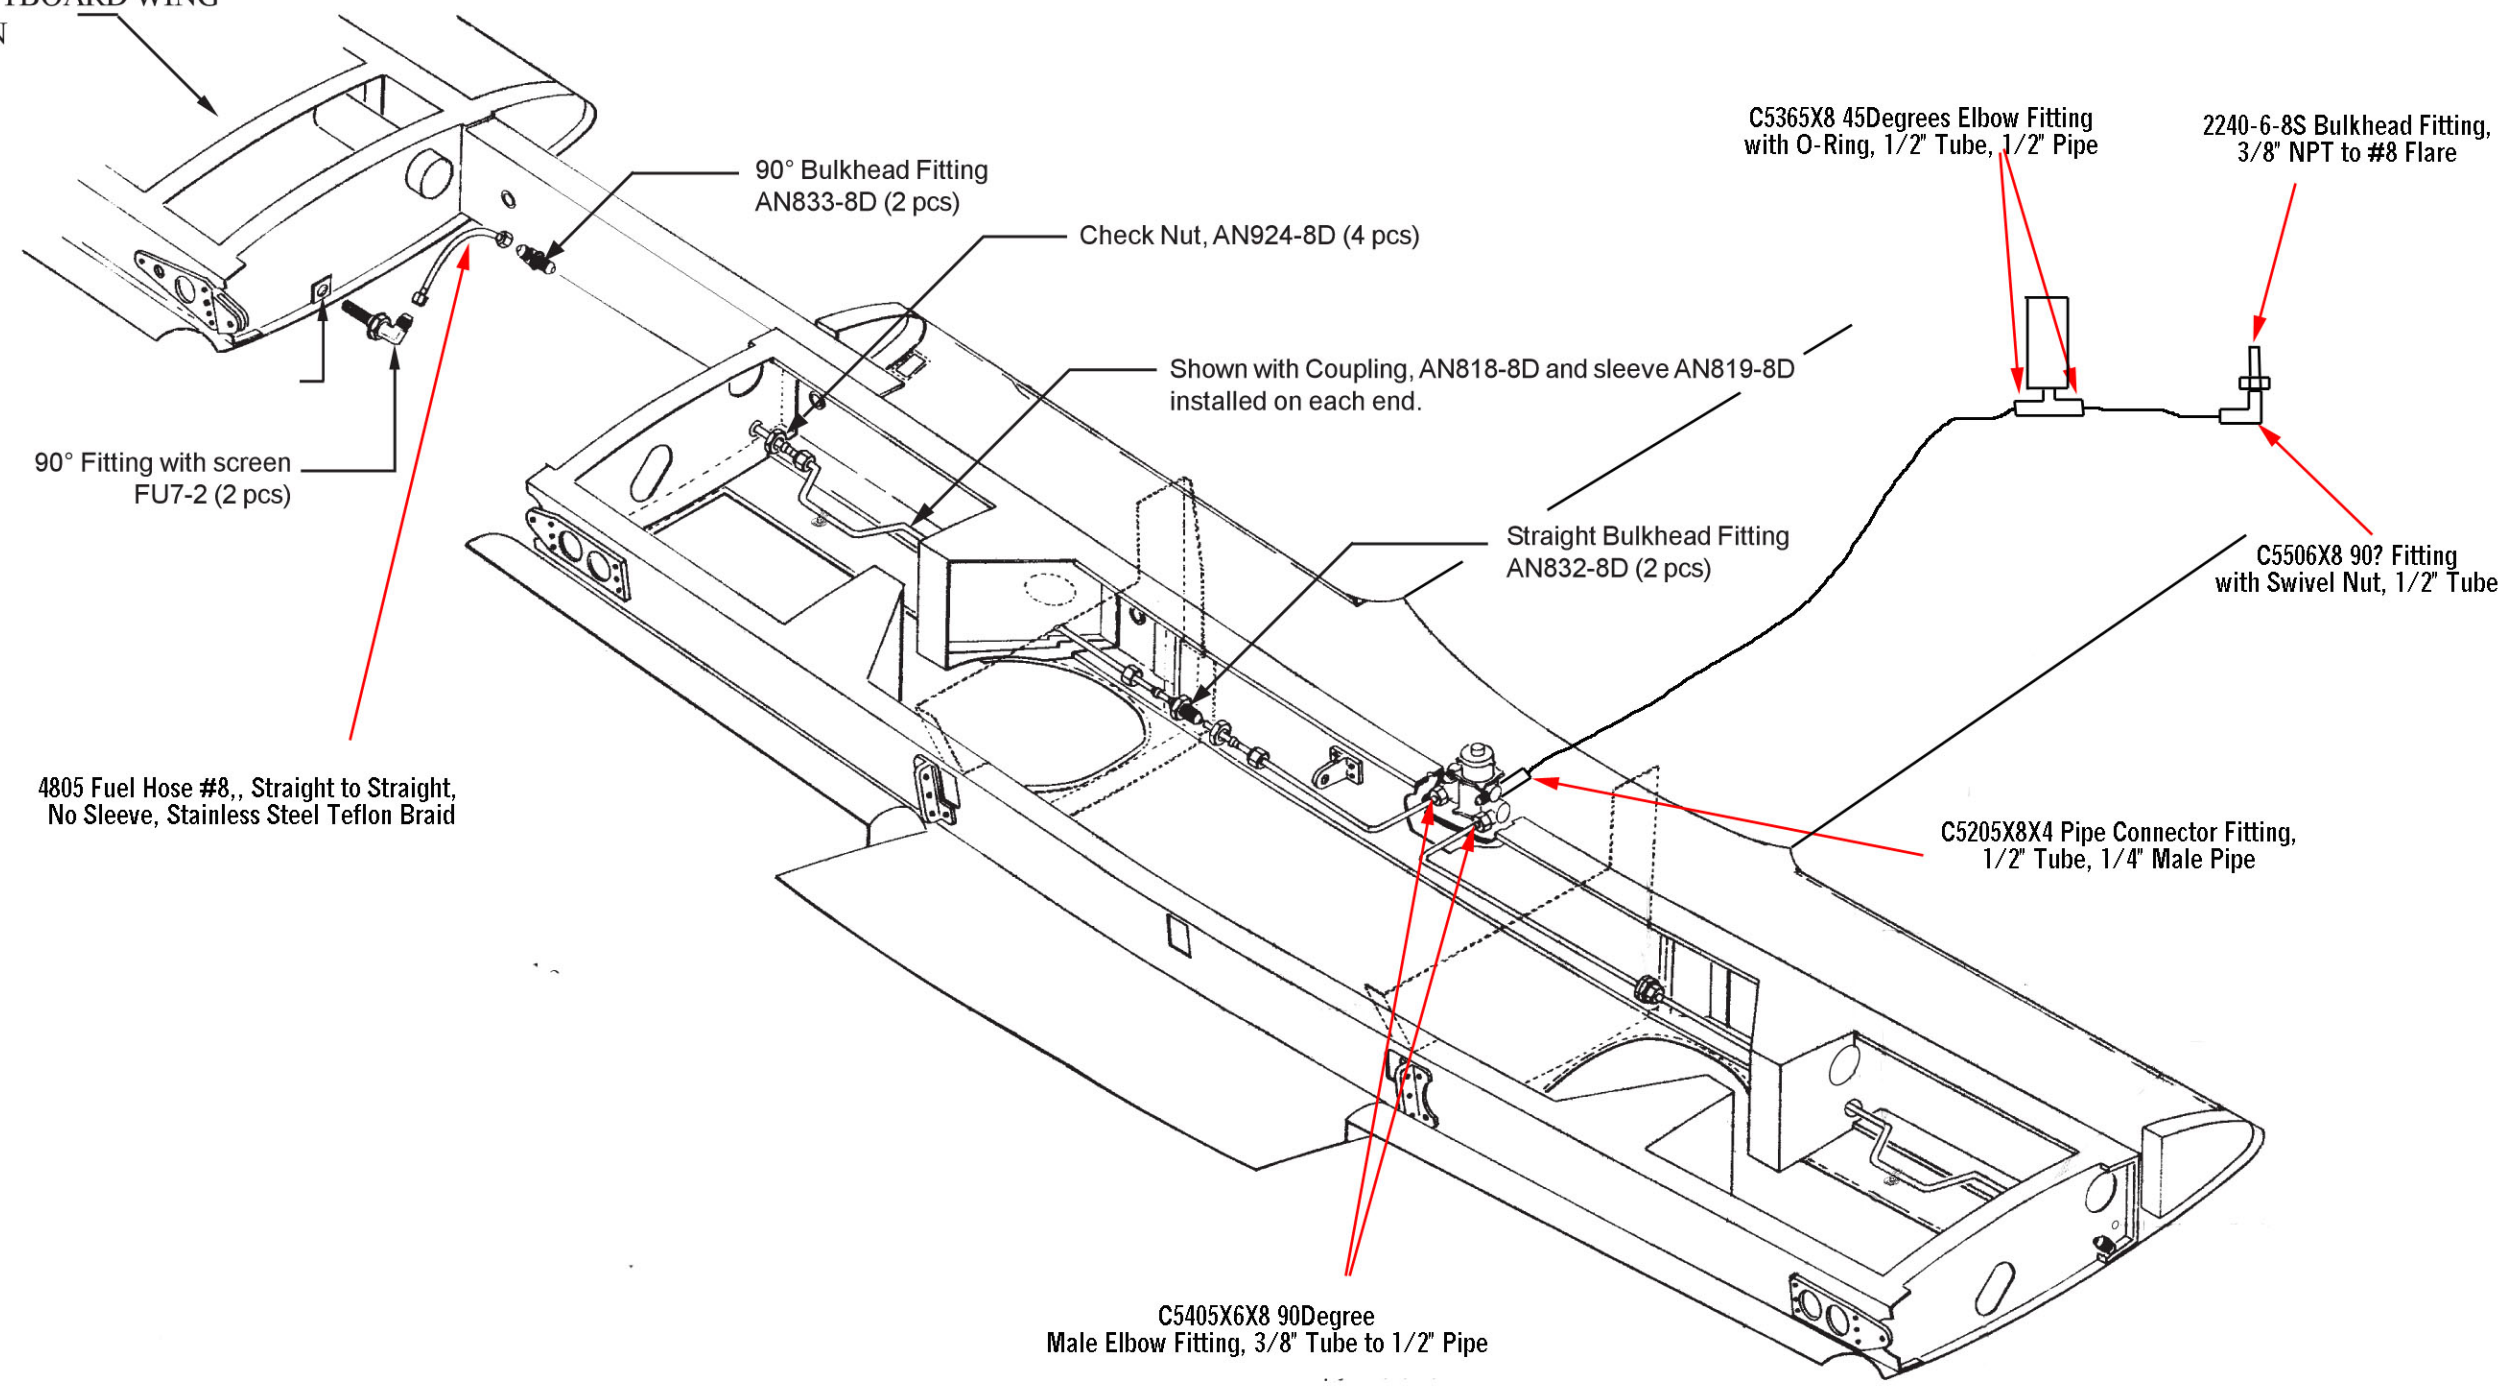 WING
90° Bulkhead Fitting
AN833-8D (2 pcs)
Check Nut, AN924-8D (4 pcs)
Shown with Coupling, AN818-8D and sleeve AN819-8D
installed on each end.
90° Fitting with screen
FU7-2 (2 pcs)
Straight Bulkhead Fitting
AN832-8D (2 pcs)
C5365X8 45Degrees Elbow Fitting
with O-Ring, 1/2" Tube, 1/2" Pipe
2240-6-8S Bulkhead Fitting,
3/8" NPT to #8 Flare
C5506X8 90? Fitting
with Swivel Nut, 1/2" Tube
4805 Fuel Hose #8,, Straight to Straight,
No Sleeve, Stainless Steel Teflon Braid
C5205X8X4 Pipe Connector Fitting,
1/2" Tube, 1/4" Male Pipe
C5405X6X8 90Degree
Male Elbow Fitting, 3/8" Tube to 1/2" Pipe